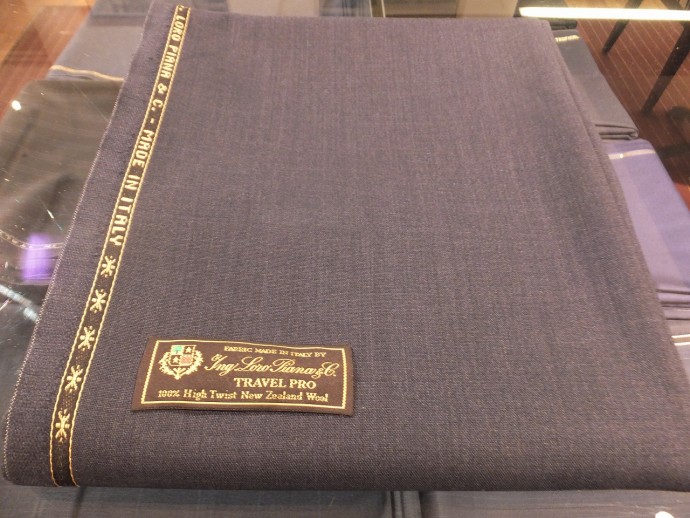 LORO PIANA & C. - MADE IN ITALY
FABRIC MADE IN ITALY BY
Ing. Loro Piana & C.
TRAVEL PRO
100% High Twist New Zealand Wool